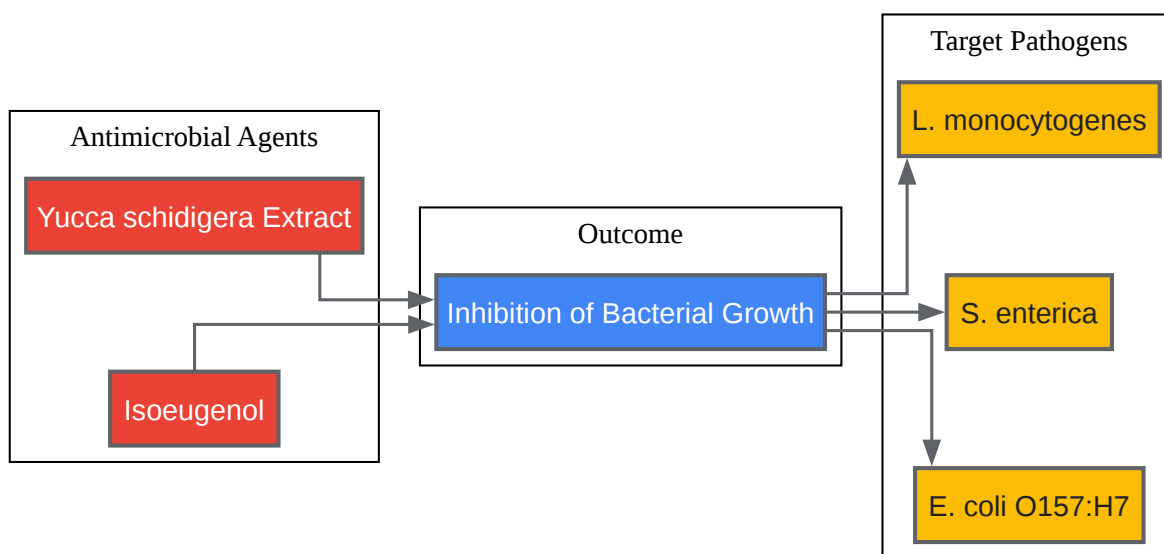 Antimicrobial Agents
Yucca schidigera Extract
Isoeugenol
Outcome
Inhibition of Bacterial Growth
Target Pathogens
L. monocytogenes
S. enterica
E. coli O157:H7